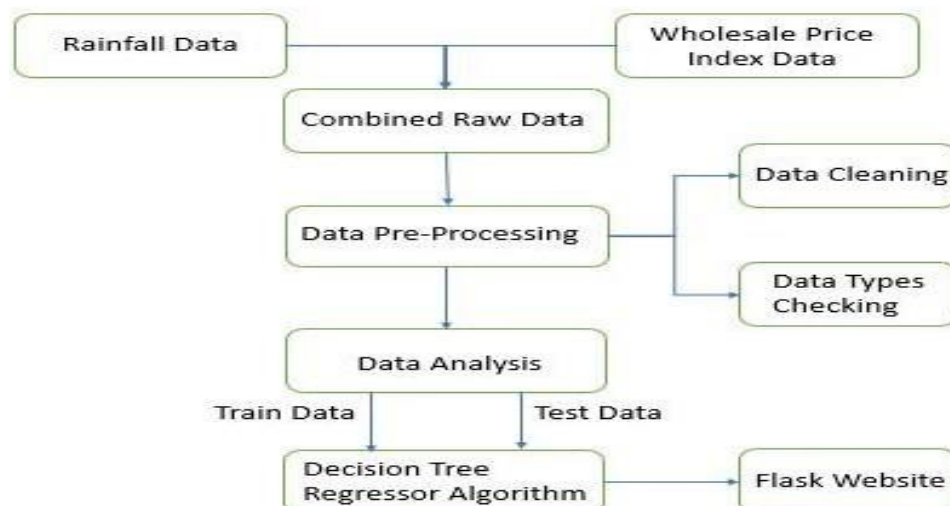 Rainfall Data
Wholesale Price
Index Data
Combined Raw Data
Data Cleaning
Data Pre-Processing
Data Types
Checking
Data Analysis
Train Data
Test Data
Decision Tree
Regressor Algorithm
Flask Website